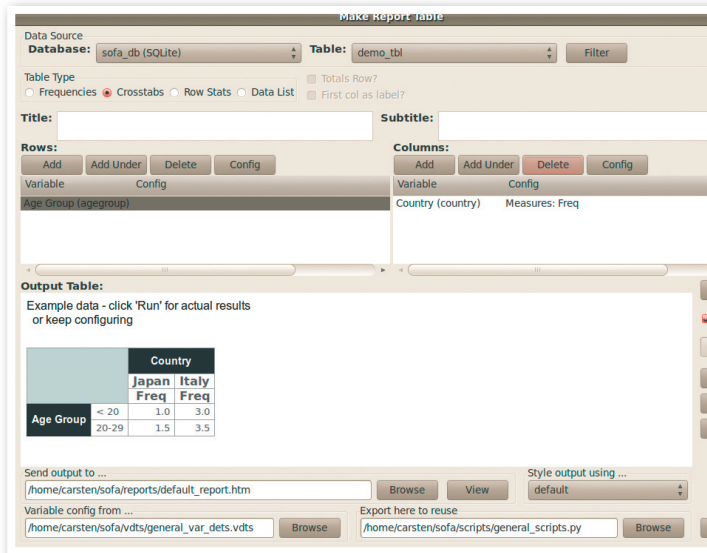 Make Report Table
Data Source
Database: sofa_db (SQLite) Table: demo_tbl Filter
Table Type
Frequencies Crosstabs Row Stats Data List
Totals Row?
First col as label?
Title: Subtitle:
Rows: Columns:
Add Add Under Delete Config Add Add Under Delete Config
Variable Config Variable Config
Age Group (agegroup) Country (country) Measures: Freq
Output Table:
Example data - click 'Run' for actual results
or keep configuring
Country
Japan Italy
Freq Freq
Age Group < 20 1.0 3.0
20-29 1.5 3.5
Send output to ... Style output using ...
/home/carsten/sofa/reports/default_report.htm Browse View default
Variable config from ... Export here to reuse
/home/carsten/sofa/vdts/general_var_dets.vdts Browse /home/carsten/sofa/scripts/general_scripts.py Browse